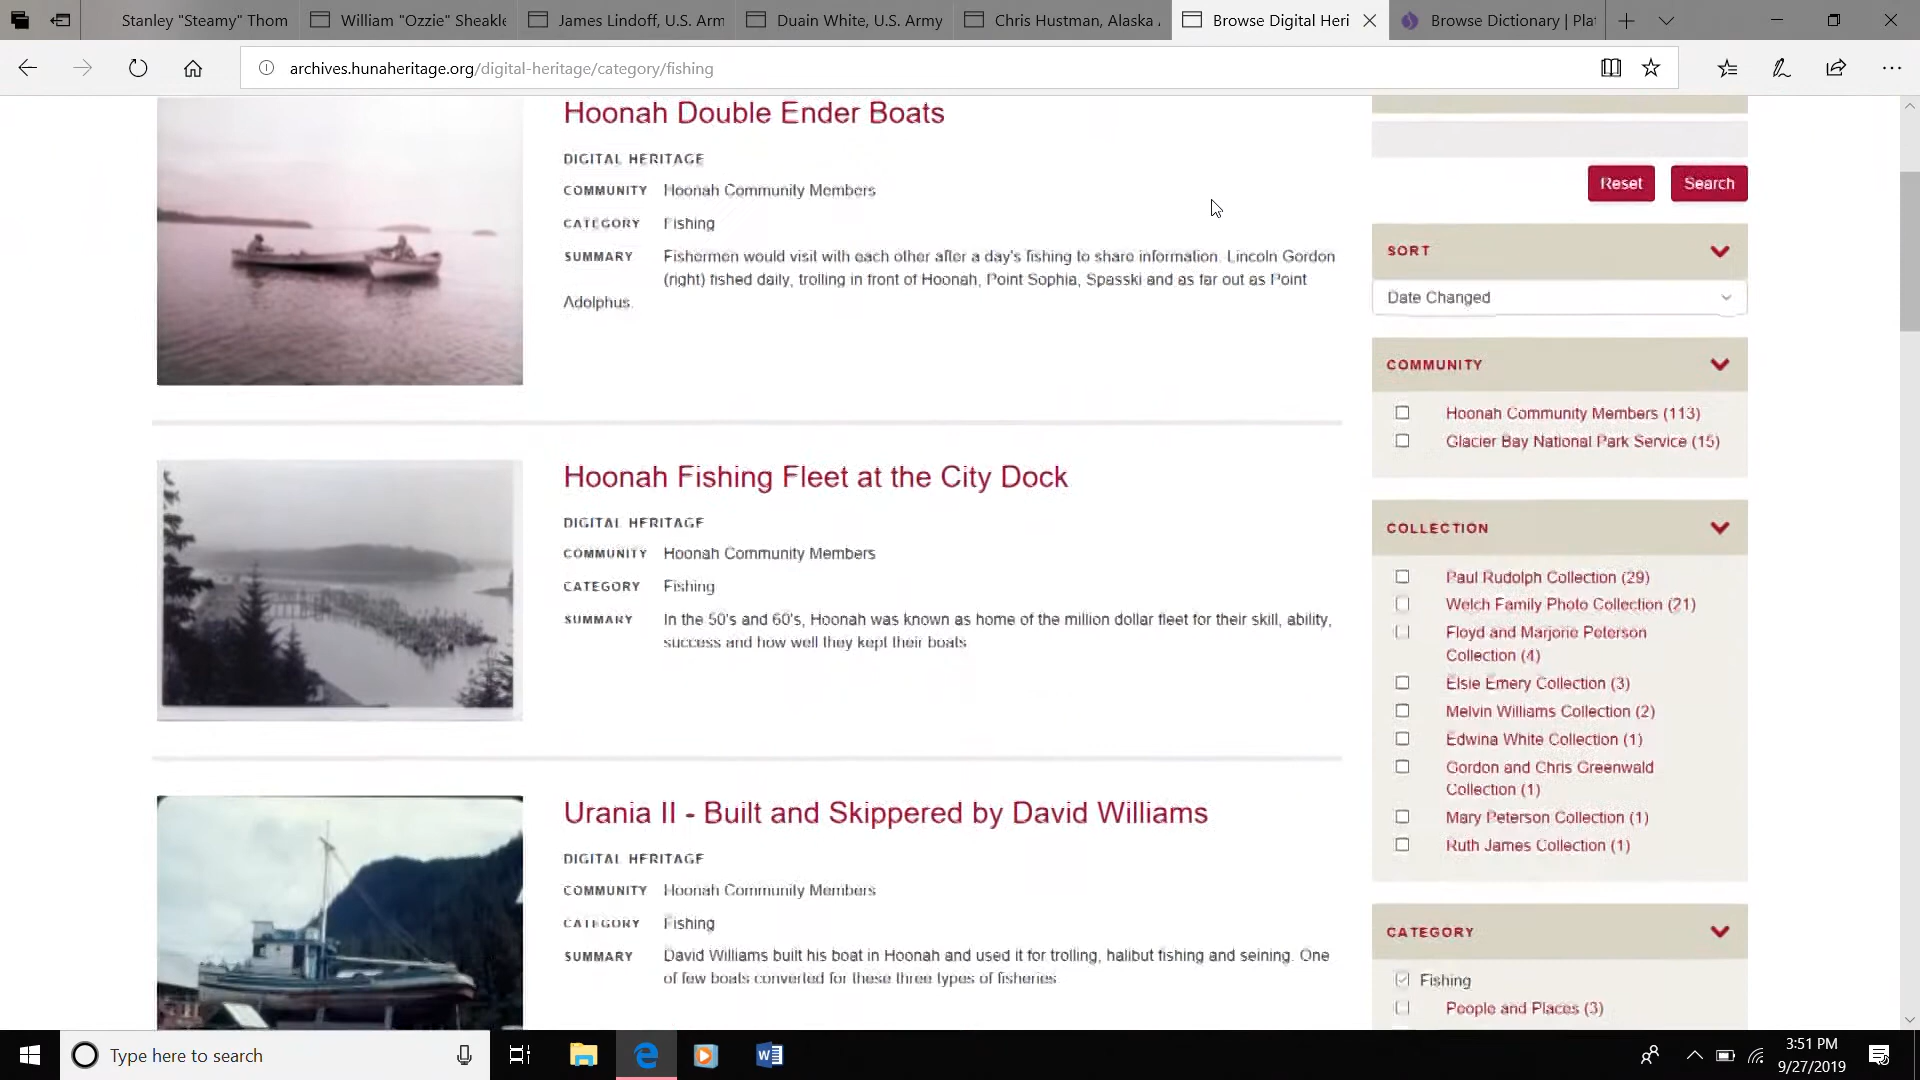 Stanley "Steamy" Thom
William "Ozzie" Sheakle
James Lindoff, U.S. Arm
Duain White, U.S. Army
Chris Hustman, Alaska
Browse Digital Heri
Browse Dictionary | Pla
archives.hunaheritage.org/digital-heritage/category/fishing
Hoonah Double Ender Boats
DIGITAL HERITAGE
COMMUNITY Hoonah Community Members
CATEGORY Fishing
SUMMARY Fishermen would visit with each other after a day's fishing to share information. Lincoln Gordon
(right) fished daily, trolling in front of Hoonah, Point Sophia, Spasski and as far out as Point
Adolphus.
Hoonah Fishing Fleet at the City Dock
DIGITAL HERITAGE
COMMUNITY Hoonah Community Members
CATEGORY Fishing
SUMMARY In the 50's and 60's, Hoonah was known as home of the million dollar fleet for their skill, ability,
success and how well they kept their boats
Urania II - Built and Skippered by David Williams
DIGITAL HERITAGE
COMMUNITY Hoonah Community Members
CATEGORY Fishing
SUMMARY David Williams built his boat in Hoonah and used it for trolling, halibut fishing and seining. One
of few boats converted for these three types of fisheries
Reset Search
SORT
Date Changed
COMMUNITY
Hoonah Community Members (113)
Glacier Bay National Park Service (15)
COLLECTION
Paul Rudolph Collection (29)
Welch Family Photo Collection (21)
Floyd and Marjorie Peterson
Collection (4)
Elsie Emery Collection (3)
Melvin Williams Collection (2)
Edwina White Collection (1)
Gordon and Chris Greenwald
Collection (1)
Mary Peterson Collection (1)
Ruth James Collection (1)
CATEGORY
Fishing
People and Places (3)
Type here to search
3:51 PM
9/27/2019